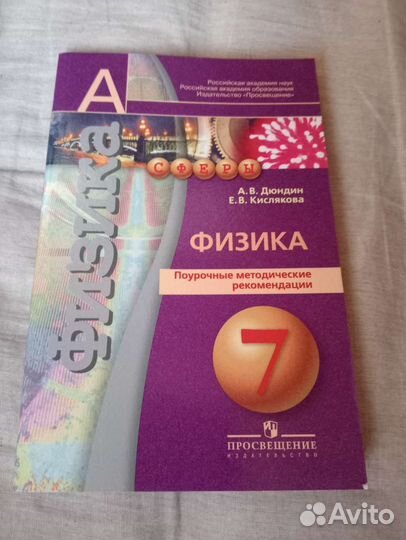 А
Российская академия наук
Российская академия образования
Издательство «Просвещение»
физика
СФЕРЫ
А.В. Дюндин
Е.В. Кислякова
ФИЗИКА
Поурочные методические
рекомендации
7
ПРОСВЕЩЕНИЕ
ИЗДАТЕЛЬСТВО
Avito